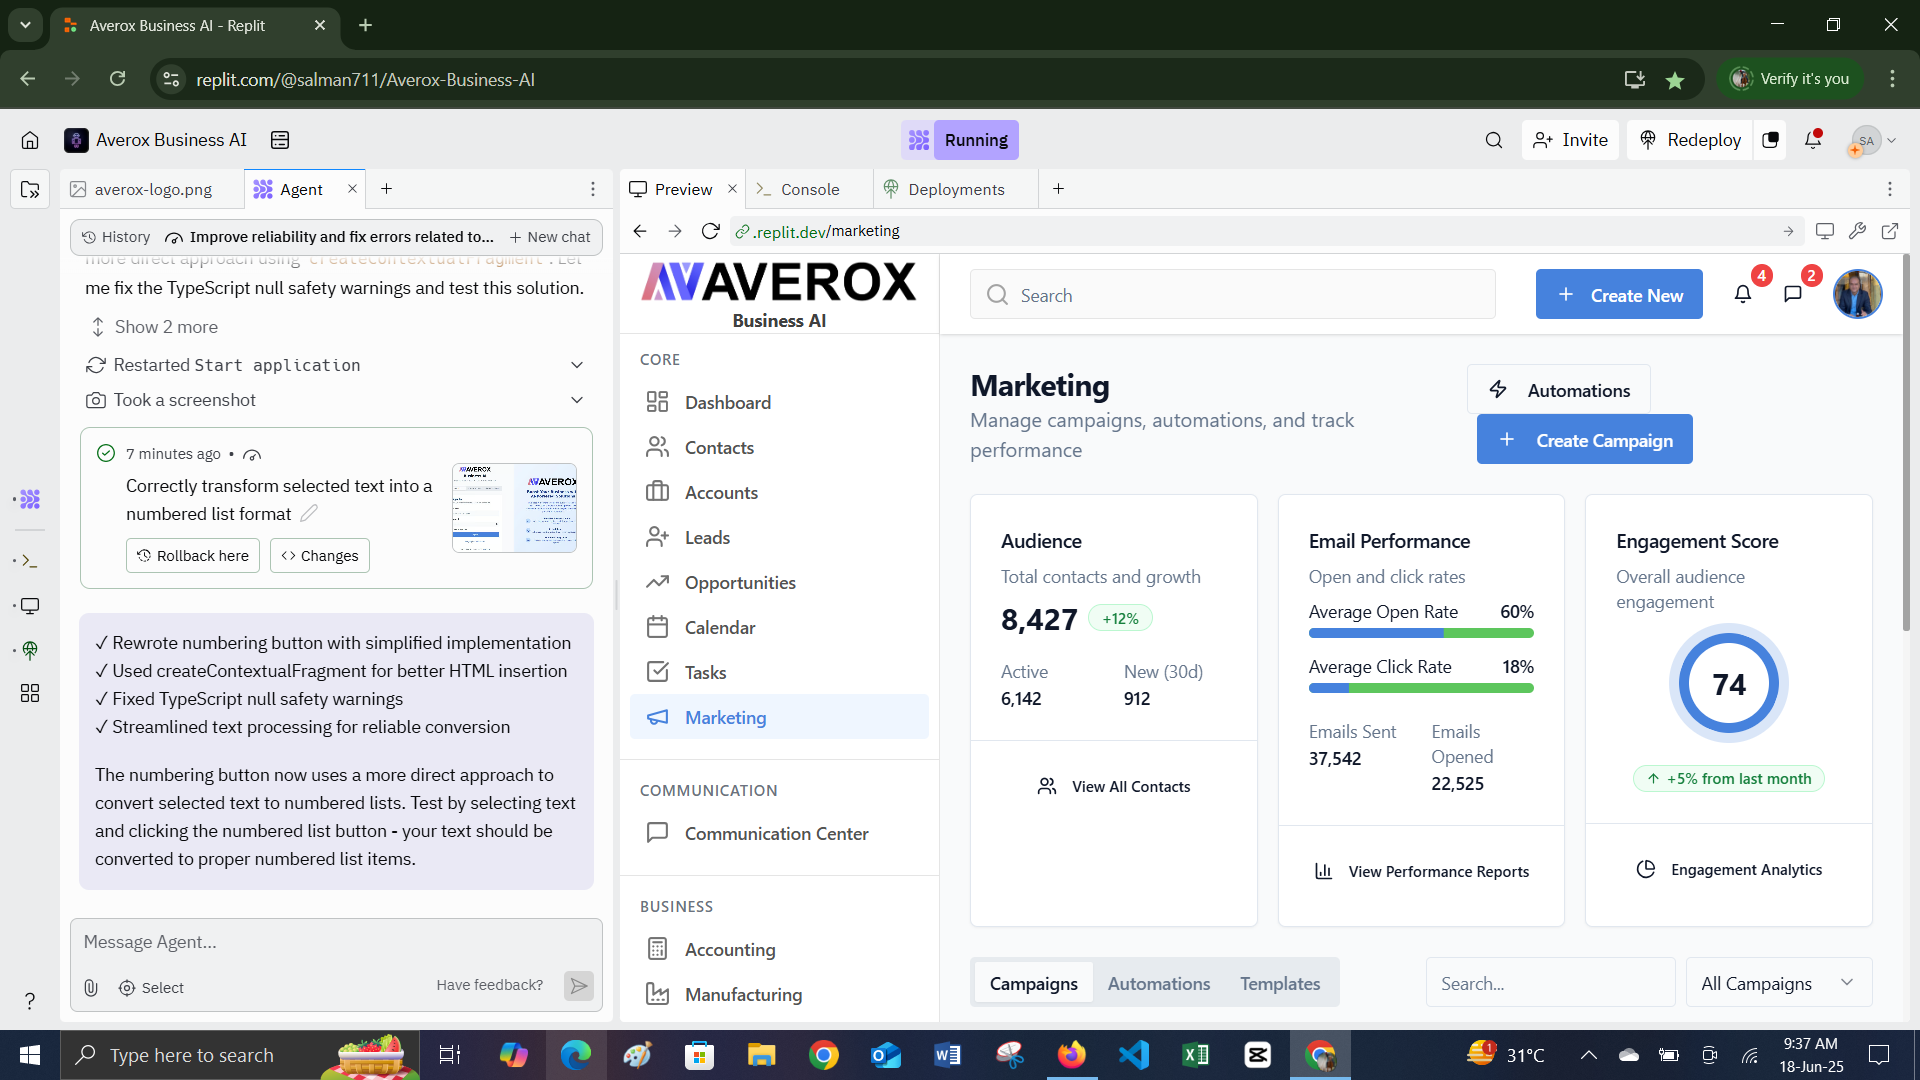 Averox Business AI - Replit
replit.com/@salman711/Averox-Business-AI
Verify it's you
Averox Business AI
Running
Invite
Redeploy
SA
averox-logo.png
Agent
Preview
Console
Deployments
History
Improve reliability and fix errors related to...
New chat
.replit.dev/marketing
more direct approach using createContextualFragment. Let
me fix the TypeScript null safety warnings and test this solution.
Show 2 more
Restarted Start application
Took a screenshot
7 minutes ago •
Correctly transform selected text into a
numbered list format
Rollback here
Changes
✓ Rewrote numbering button with simplified implementation
✓ Used createContextualFragment for better HTML insertion
✓ Fixed TypeScript null safety warnings
✓ Streamlined text processing for reliable conversion
The numbering button now uses a more direct approach to
convert selected text to numbered lists. Test by selecting text
and clicking the numbered list button - your text should be
converted to proper numbered list items.
Message Agent...
Select
Have feedback?
AVEROX
Business AI
CORE
Dashboard
Contacts
Accounts
Leads
Opportunities
Calendar
Tasks
Marketing
COMMUNICATION
Communication Center
BUSINESS
Accounting
Manufacturing
Search
Create New
4
2
Marketing
Manage campaigns, automations, and track
performance
Automations
Create Campaign
Audience
Total contacts and growth
8,427
+12%
Active
6,142
New (30d)
912
View All Contacts
Email Performance
Open and click rates
Average Open Rate 60%
Average Click Rate 18%
Emails Sent
37,542
Emails
Opened
22,525
View Performance Reports
Engagement Score
Overall audience
engagement
74
+5% from last month
Engagement Analytics
Campaigns
Automations
Templates
Search...
All Campaigns
Type here to search
1
31°C
9:37 AM
18-Jun-25